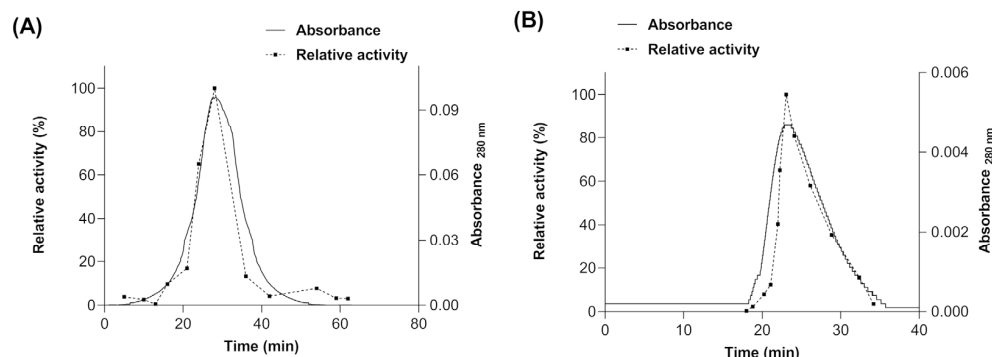 (A)
Absorbance
Relative activity
Relative activity (%)
100
80
60
40
20
0
0.09
0.06
0.03
0.00
Absorbance 280 nm
0
20
40
60
80
Time (min)
(B)
Absorbance
Relative activity
Relative activity (%)
100
80
60
40
20
0
0.006
0.004
0.002
0.000
Absorbance 280 nm
0
10
20
30
40
Time (min)